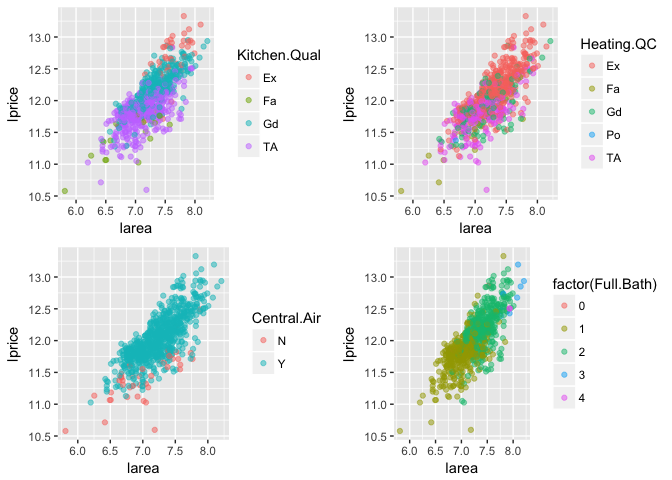 Kitchen.Qual
Ex
Fa
Gd
TA
13.0
12.5
12.0
11.5
11.0
10.5
lprice
6.0 6.5 7.0 7.5 8.0
larea
Heating.QC
Ex
Fa
Gd
Po
TA
13.0
12.5
12.0
11.5
11.0
10.5
lprice
6.0 6.5 7.0 7.5 8.0
larea
Central.Air
N
Y
13.0
12.5
12.0
11.5
11.0
10.5
lprice
6.0 6.5 7.0 7.5 8.0
larea
factor(Full.Bath)
0
1
2
3
4
13.0
12.5
12.0
11.5
11.0
10.5
lprice
6.0 6.5 7.0 7.5 8.0
larea